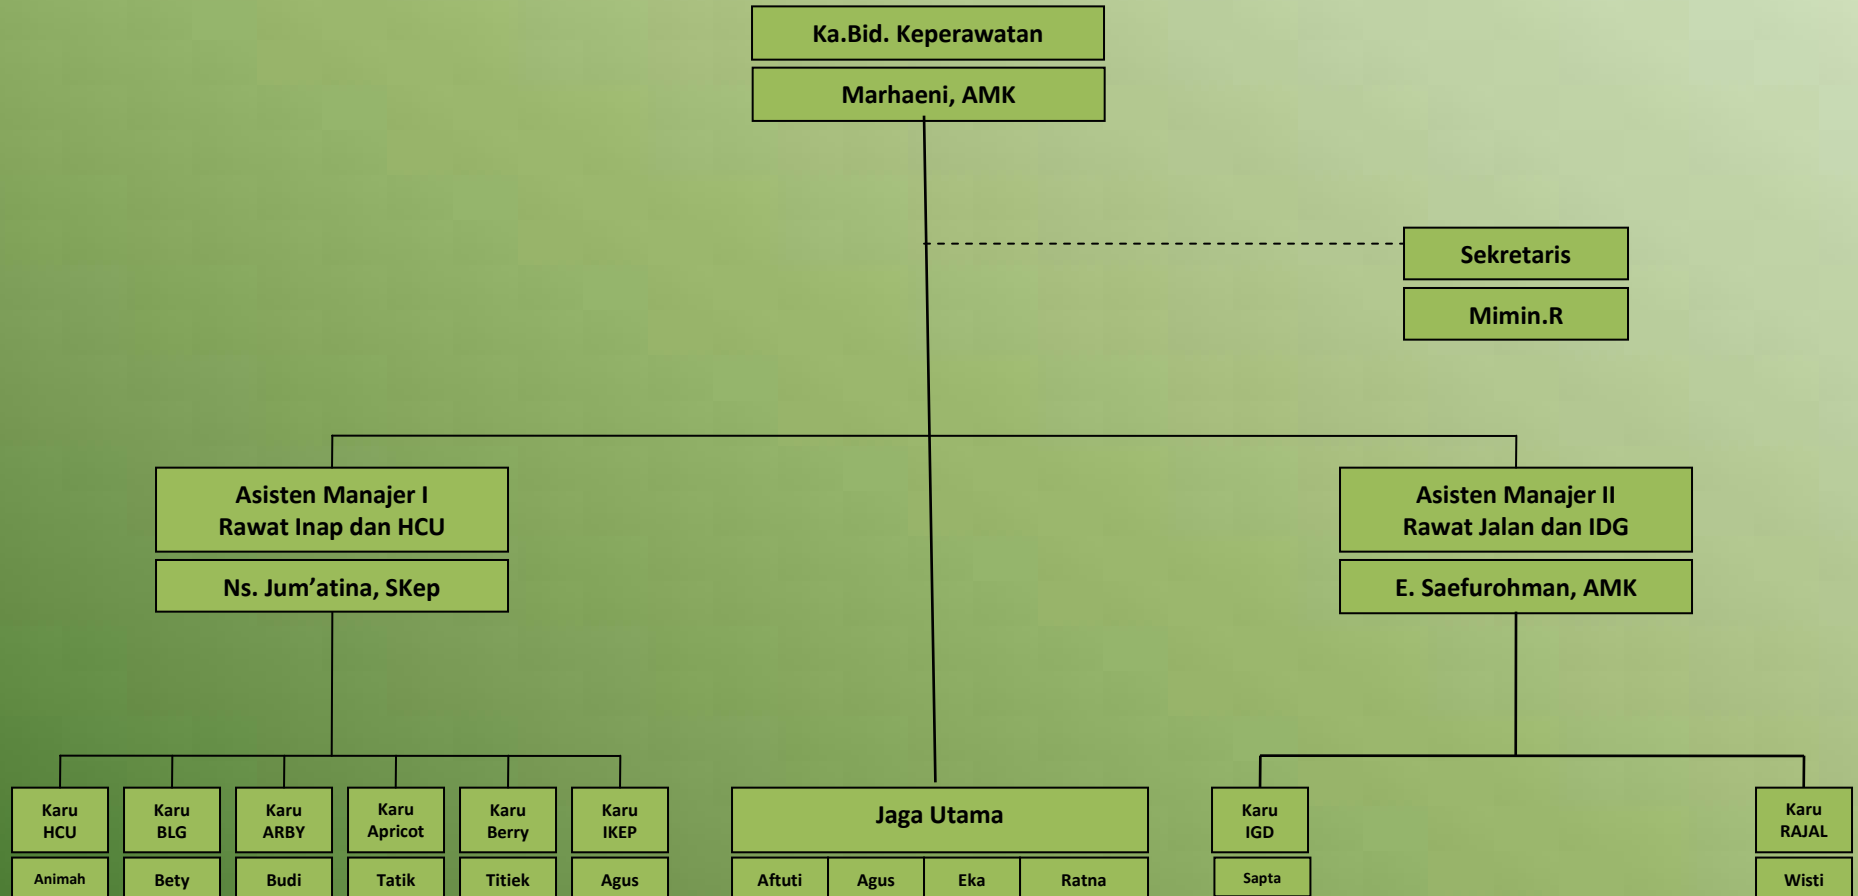 Ka.Bid. Keperawatan
Marhaeni, AMK
Sekretaris
Mimin.R
Asisten Manajer I
Rawat Inap dan HCU
Ns. Jum’atina, SKep
Asisten Manajer II
Rawat Jalan dan IDG
E. Saefurohman, AMK
Karu
HCU
Animah
Karu
BLG
Bety
Karu
ARBY
Budi
Karu
Apricot
Tatik
Karu
Berry
Titiek
Karu
IKEP
Agus
Jaga Utama
Aftuti
Agus
Eka
Ratna
Karu
IGD
Sapta
Karu
RAJAL
Wisti